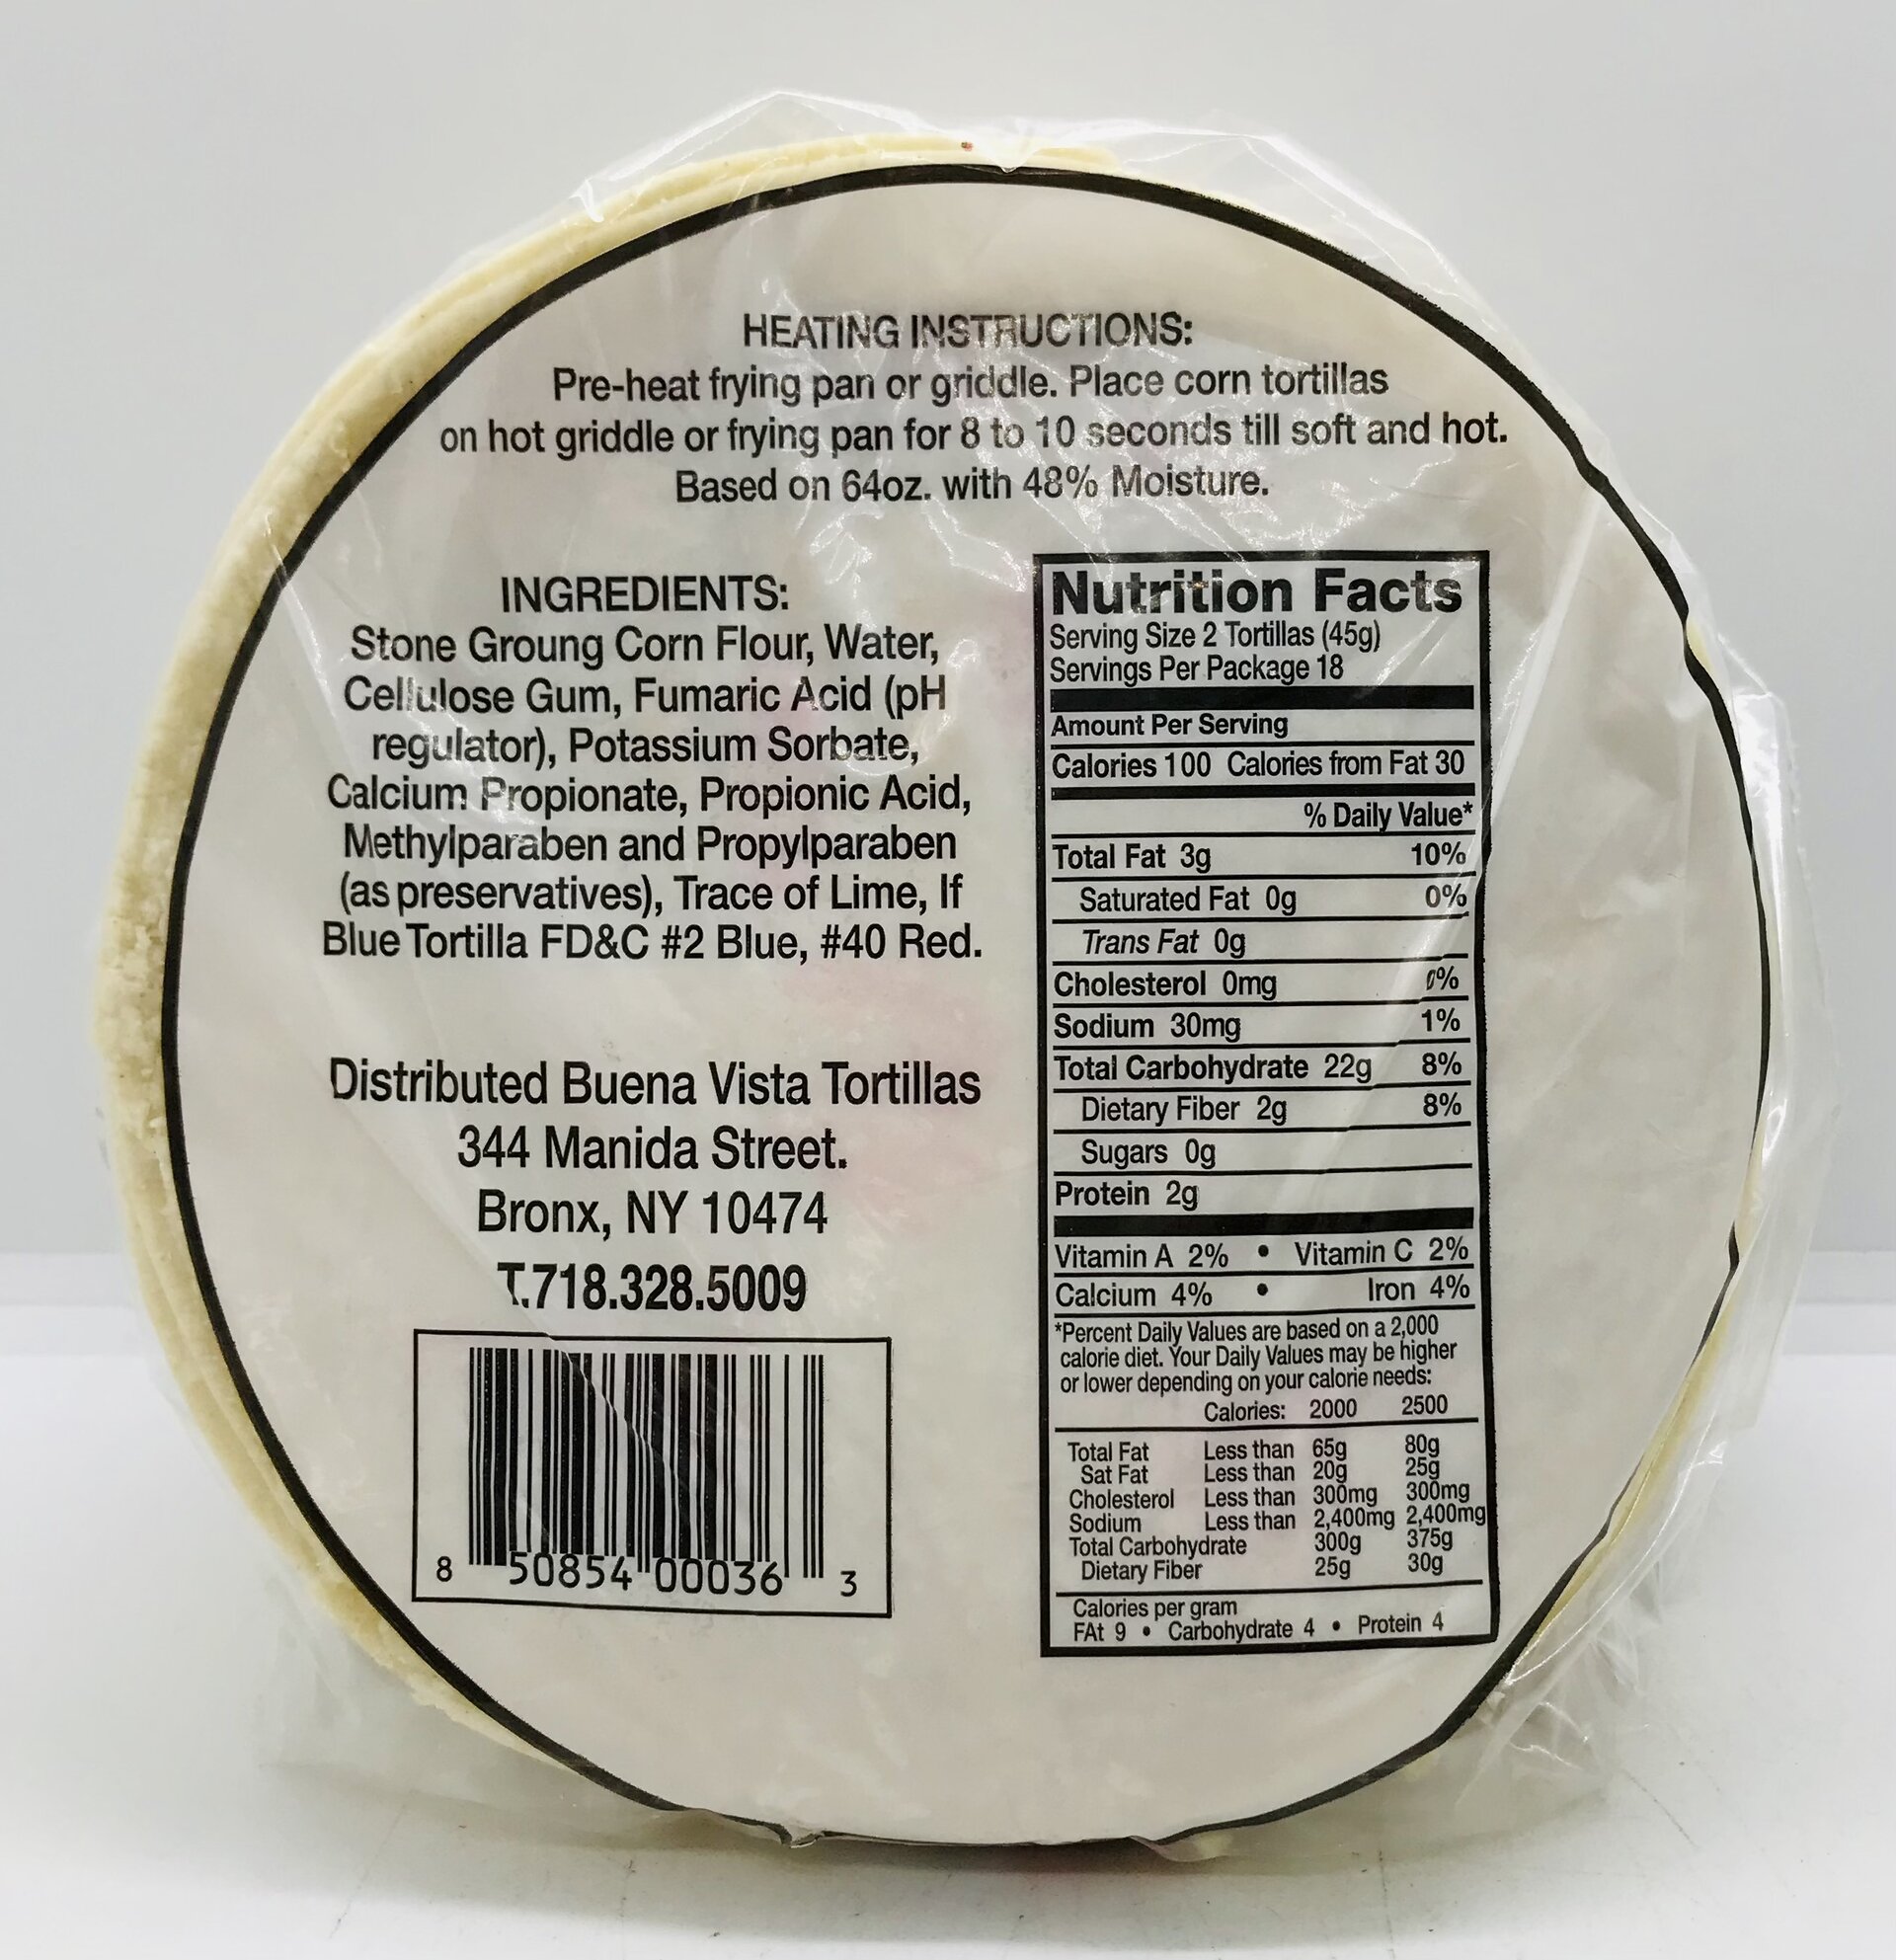 HEATING INSTRUCTIONS:
Pre-heat frying pan or griddle. Place corn tortillas
on hot griddle or frying pan for 8 to 10 seconds till soft and hot.
Based on 64oz. with 48% Moisture.
INGREDIENTS:
Stone Groung Corn Flour, Water,
Cellulose Gum, Fumaric Acid (pH
regulator), Potassium Sorbate,
Calcium Propionate, Propionic Acid,
Methylparaben and Propylparaben
(as preservatives), Trace of Lime, If
Blue Tortilla FD&C #2 Blue, #40 Red.
Distributed Buena Vista Tortillas
344 Manida Street.
Bronx, NY 10474
T.718.328.5009
8 50854 00036 3
Nutrition Facts
Serving Size 2 Tortillas (45g)
Servings Per Package 18
Amount Per Serving
Calories 100 Calories from Fat 30
% Daily Value*
Total Fat 3g 10%
Saturated Fat 0g 0%
Trans Fat 0g
Cholesterol 0mg 0%
Sodium 30mg 1%
Total Carbohydrate 22g 8%
Dietary Fiber 2g 8%
Sugars 0g
Protein 2g
Vitamin A 2% • Vitamin C 2%
Calcium 4% • Iron 4%
*Percent Daily Values are based on a 2,000
calorie diet. Your Daily Values may be higher
or lower depending on your calorie needs:
Calories: 2000 2500
Total Fat Less than 65g 80g
Sat Fat Less than 20g 25g
Cholesterol Less than 300mg 300mg
Sodium Less than 2,400mg 2,400mg
Total Carbohydrate 300g 375g
Dietary Fiber 25g 30g
Calories per gram
FAt 9 • Carbohydrate 4 • Protein 4